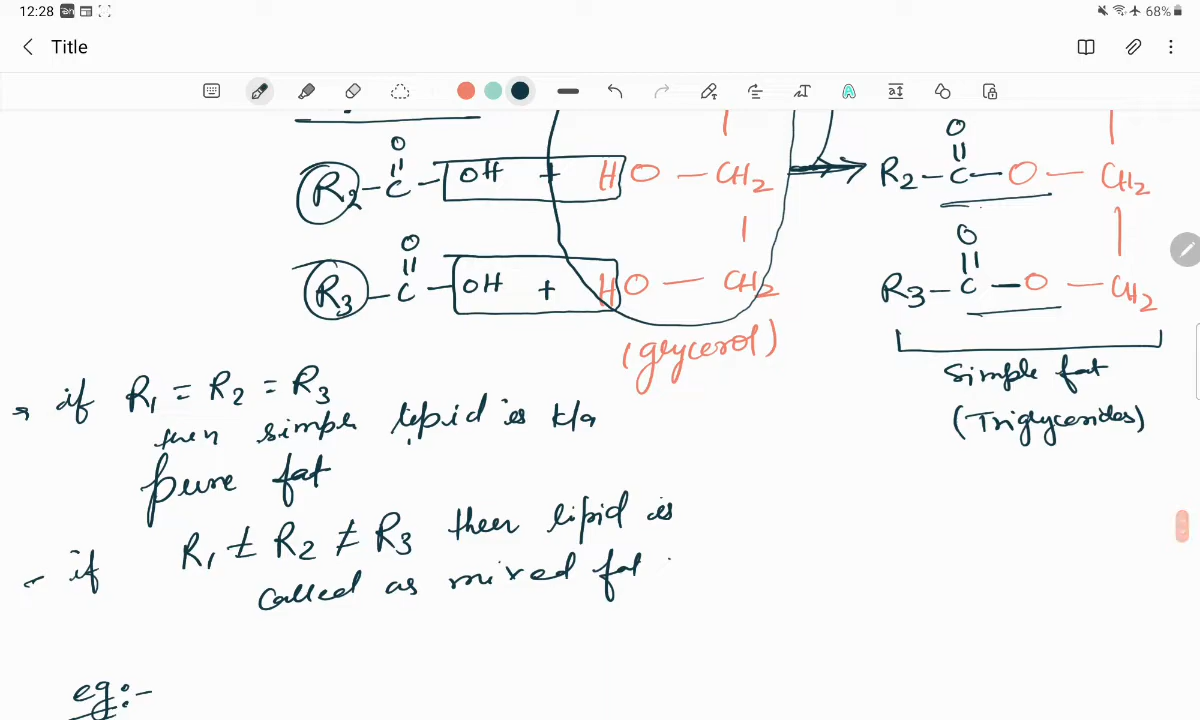 12:28 68%
Title
O O
R2-C-OH + HO-CH2 R2-C-O-CH2
O O
R3-C-OH + HO-CH2 R3-C-O-CH2
(glycerol)
simple fat
(Triglycerides)
if R1 = R2 = R3
then simple lipid is k/a
pure fat
if R1 ≠ R2 ≠ R3 then lipid is
called as mixed fat
eg:-